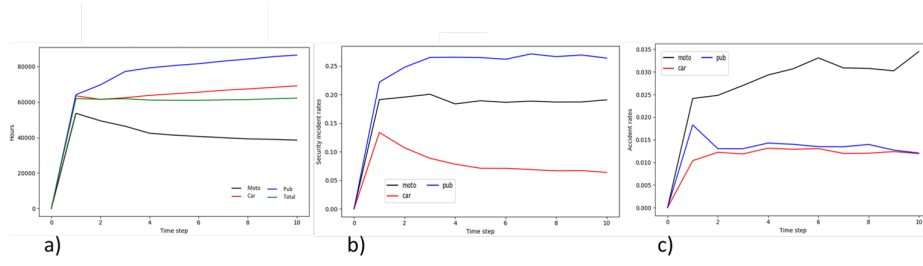 80000
60000
40000
20000
0
Hours
0 2 4 6 8 10
Time step
Moto Pub
Car Total
a)
0.25
0.20
0.15
0.10
0.05
0.00
Security incident rates
0 2 4 6 8 10
Time step
moto pub
car
b)
0.035
0.030
0.025
0.020
0.015
0.010
0.005
0.000
Accident rates
0 2 4 6 8 10
Time step
moto pub
car
c)